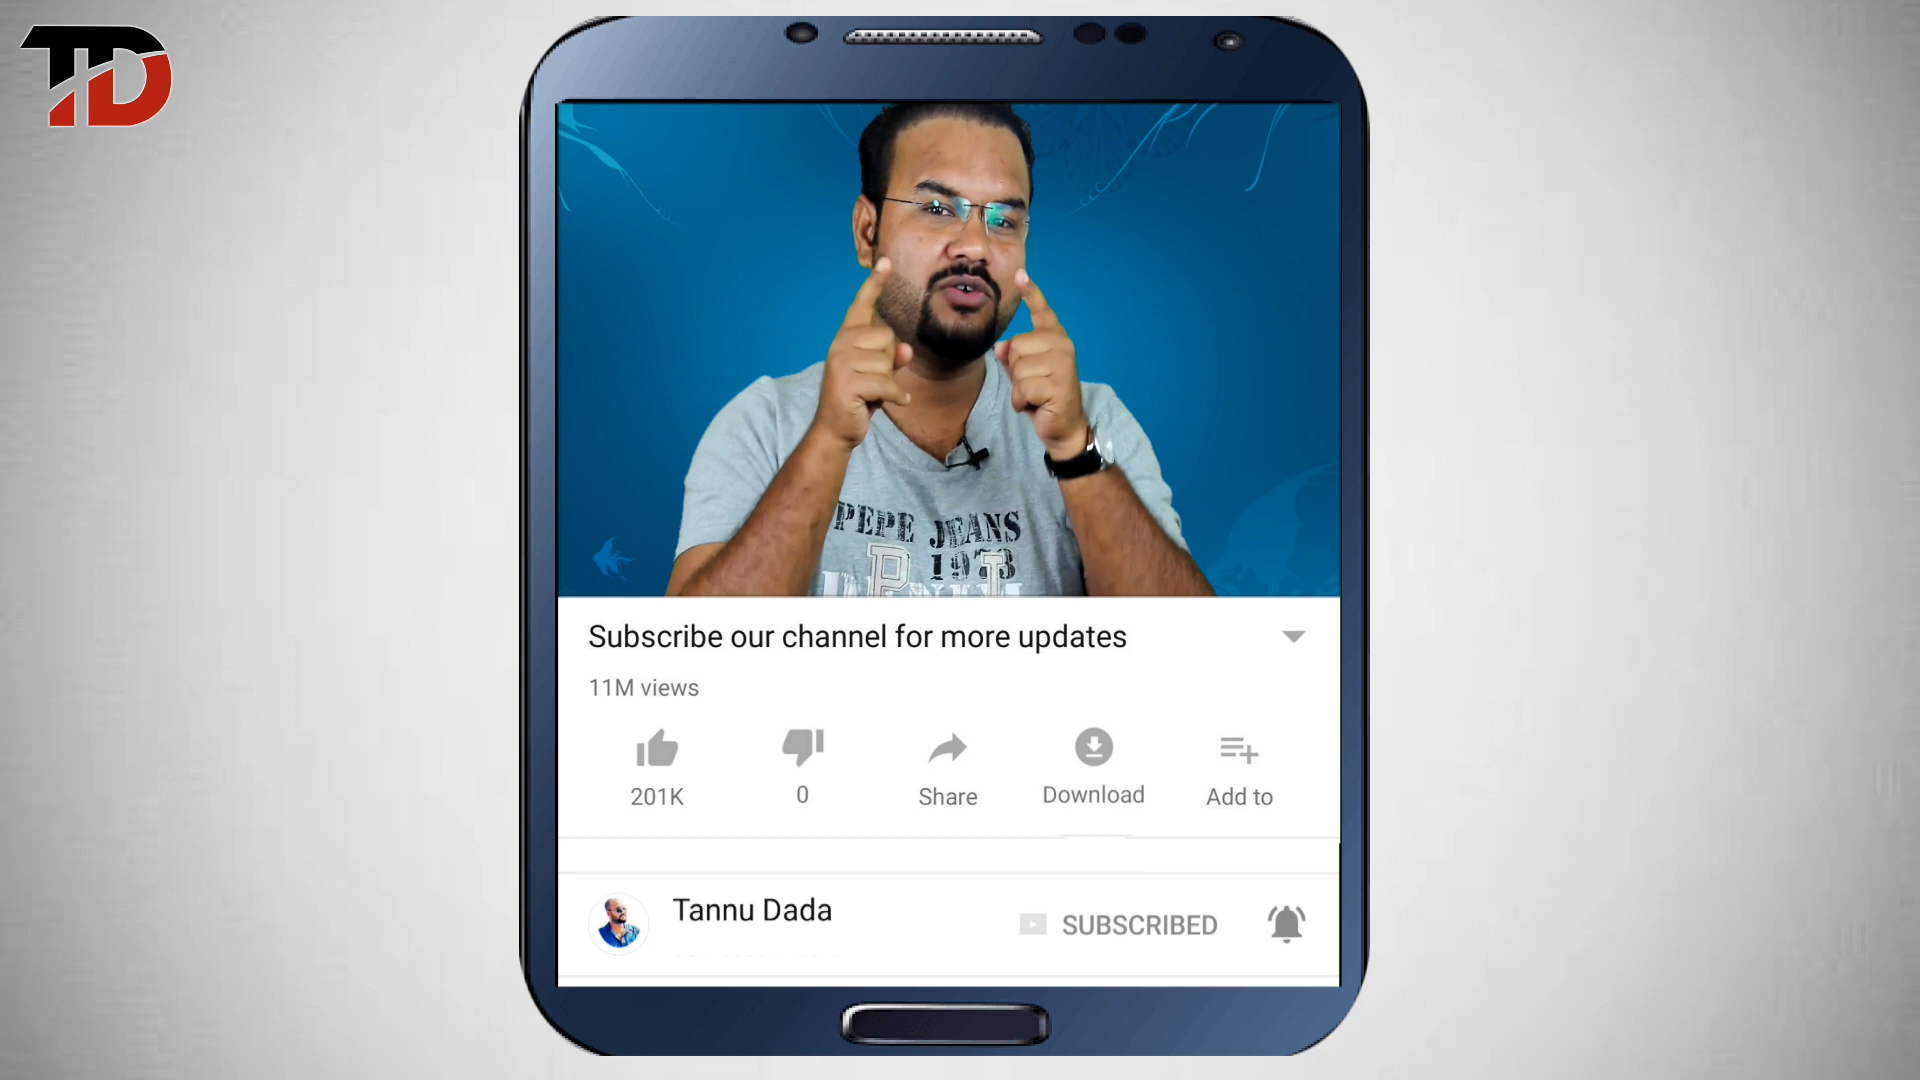 TD
PEPE JEANS
1973
Subscribe our channel for more updates
11M views
201K
0
Share
Download
Add to
Tannu Dada
SUBSCRIBED